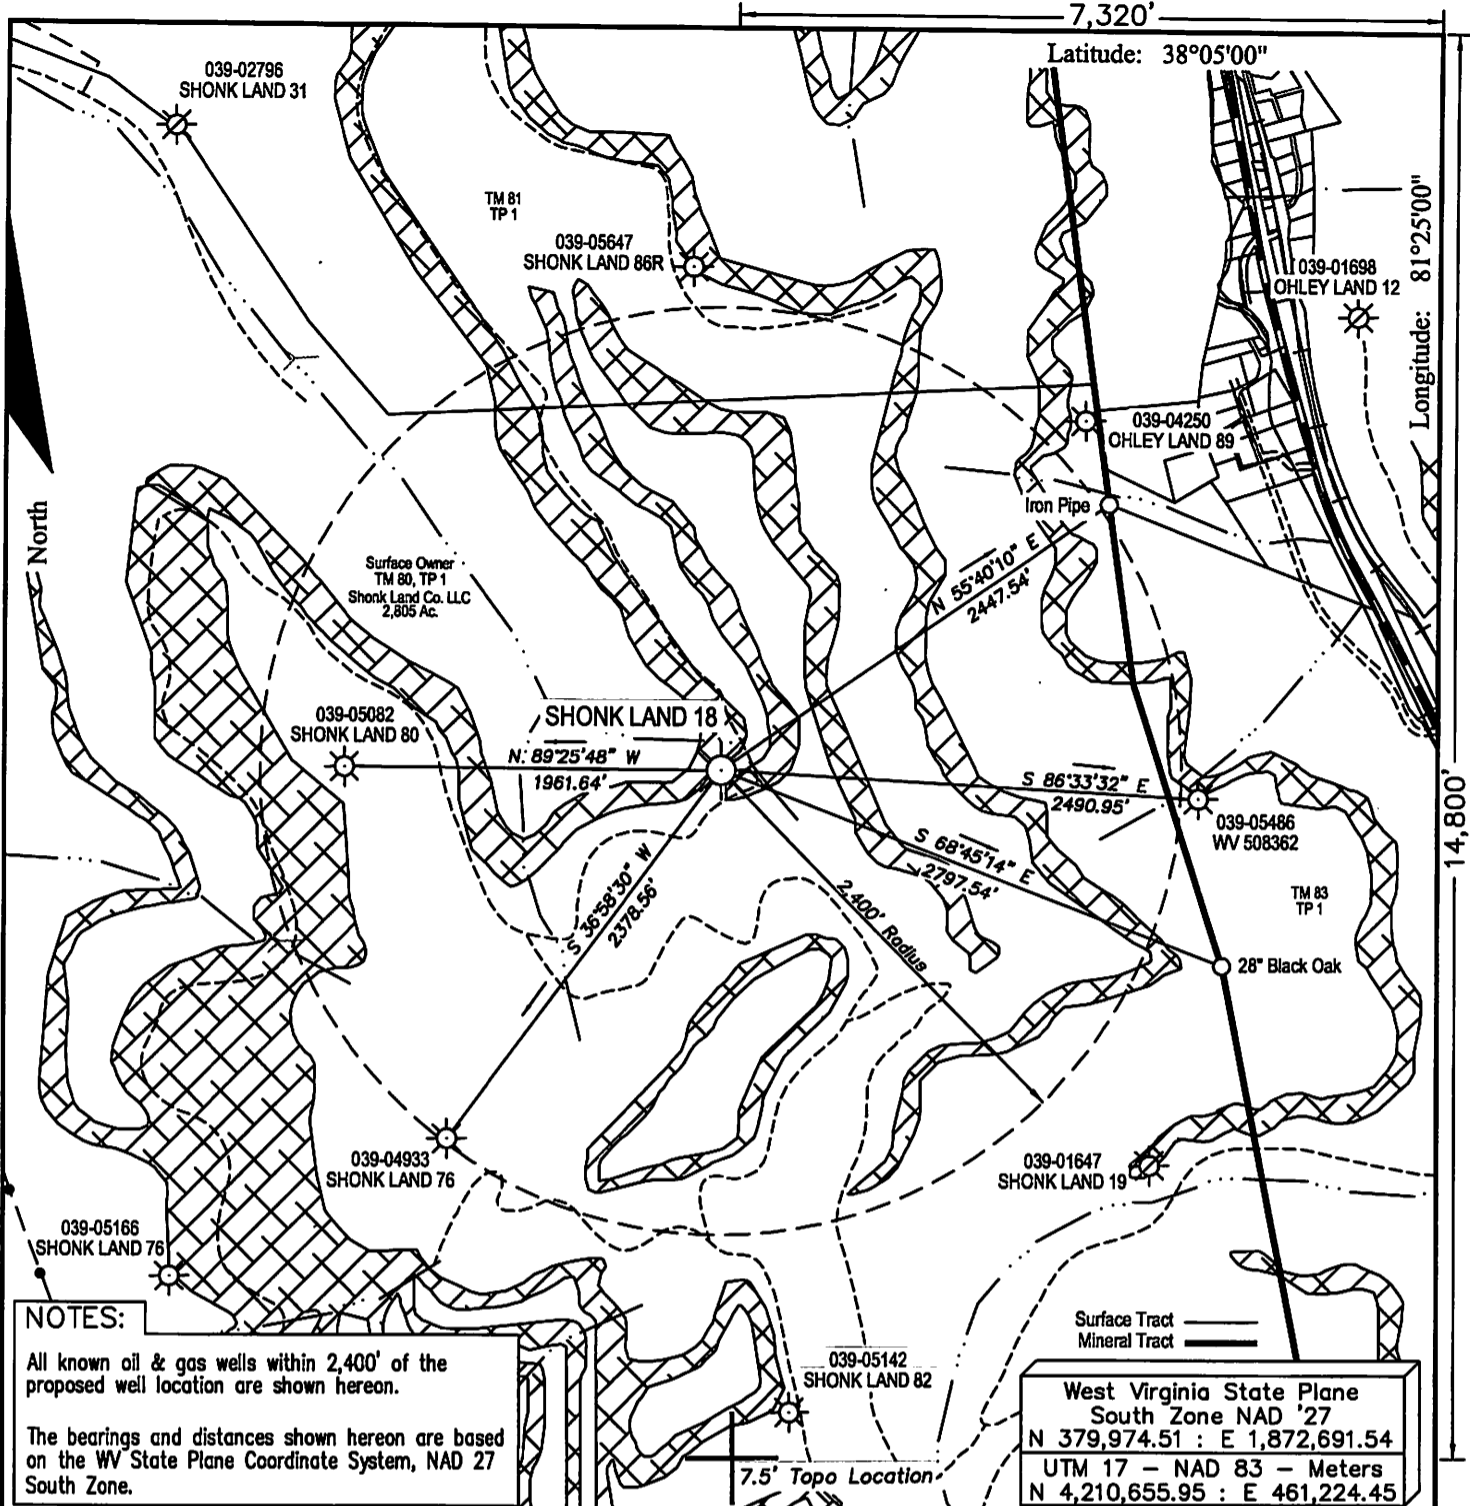 7,320'
Latitude: 38°05'00"
039-02796
SHONK LAND 31
TM 81
TP 1
039-05647
SHONK LAND 86R
039-01698
OHLEY LAND 12
Longitude: 81°25'00"
039-04250
OHLEY LAND 89
Iron Pipe
North
Surface Owner
TM 80, TP 1
Shonk Land Co. LLC
2,805 Ac.
N 55°40'10" E
2447.54'
039-05082
SHONK LAND 80
SHONK LAND 18
N. 89°25'48" W
1961.64'
S 86°33'32" E
2490.95'
039-05486
WV 508362
14,800'
S 68°45'14" E
2797.54'
TM 83
TP 1
S 36°58'30" W
2378.56'
2,400' Radius
28" Black Oak
039-04933
SHONK LAND 76
039-01647
SHONK LAND 19
039-05166
SHONK LAND 76
NOTES:
All known oil & gas wells within 2,400' of the
proposed well location are shown hereon.
The bearings and distances shown hereon are based
on the WV State Plane Coordinate System, NAD 27
South Zone.
039-05142
SHONK LAND 82
7.5' Topo Location
Surface Tract
Mineral Tract
West Virginia State Plane
South Zone NAD '27
N 379,974.51 : E 1,872,691.54
UTM 17 - NAD 83 - Meters
N 4,210,655.95 : E 461,224.45